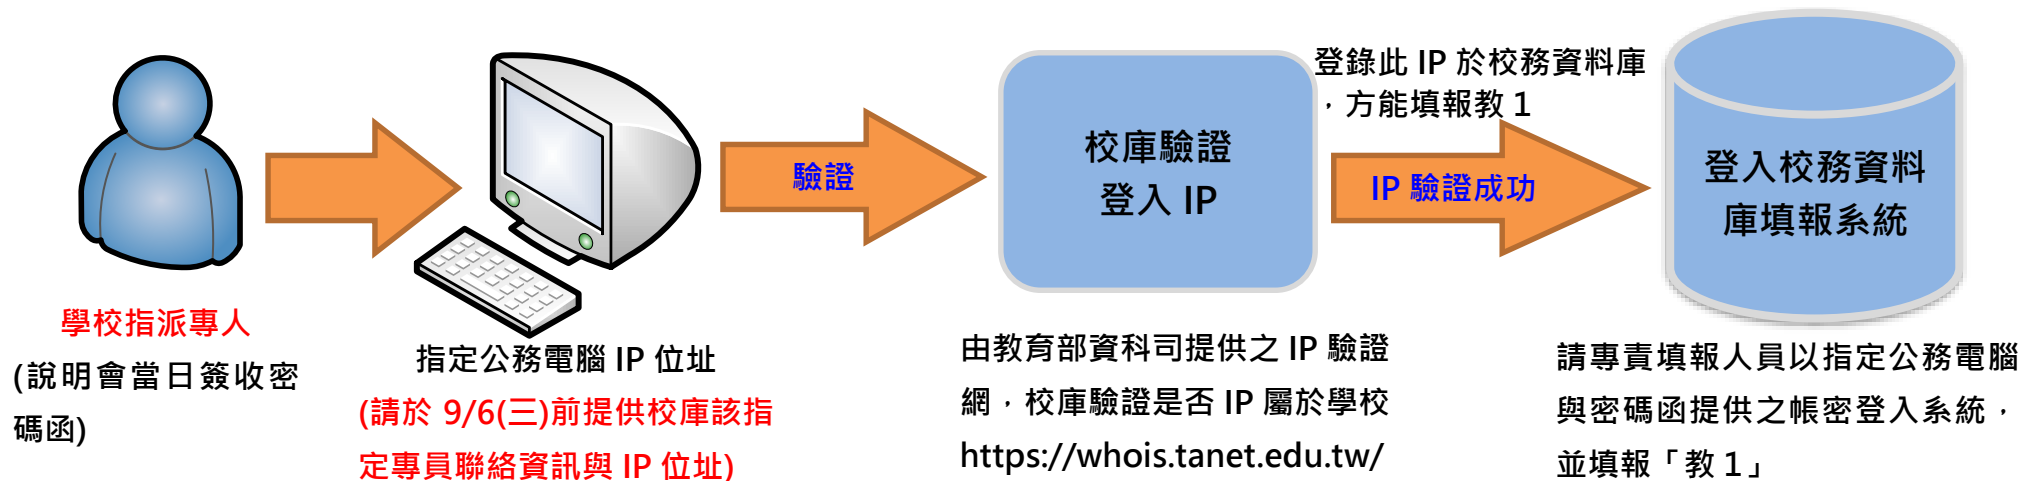 學校指派專人
(說明會當日簽收密
碼函)
指定公務電腦 IP 位址
(請於 9/6(三)前提供校庫該指
定專員聯絡資訊與 IP 位址)
驗證
校庫驗證
登入 IP
由教育部資科司提供之 IP 驗證
網，校庫驗證是否 IP 屬於學校
https://whois.tanet.edu.tw/
登錄此 IP 於校務資料庫
，方能填報教 1
IP 驗證成功
登入校務資料
庫填報系統
請專責填報人員以指定公務電腦
與密碼函提供之帳密登入系統，
並填報「教 1」